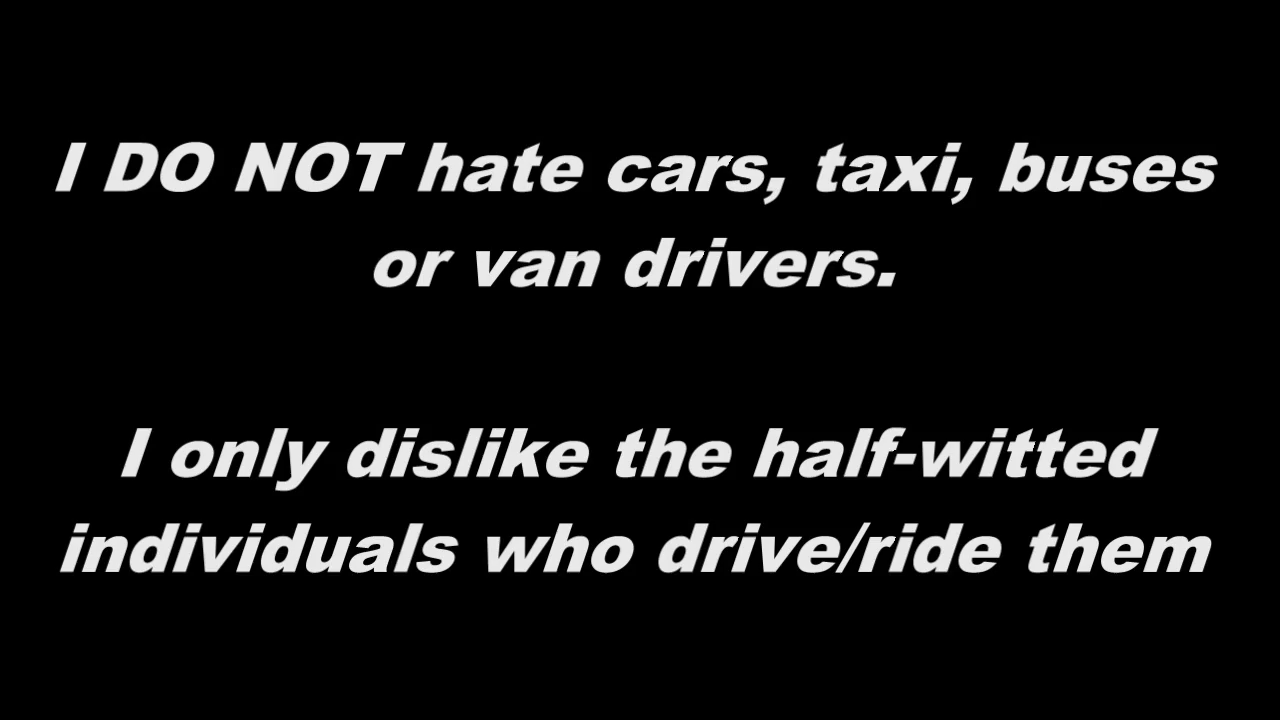 I DO NOT hate cars, taxi, buses
or van drivers.
I only dislike the half-witted
individuals who drive/ride them